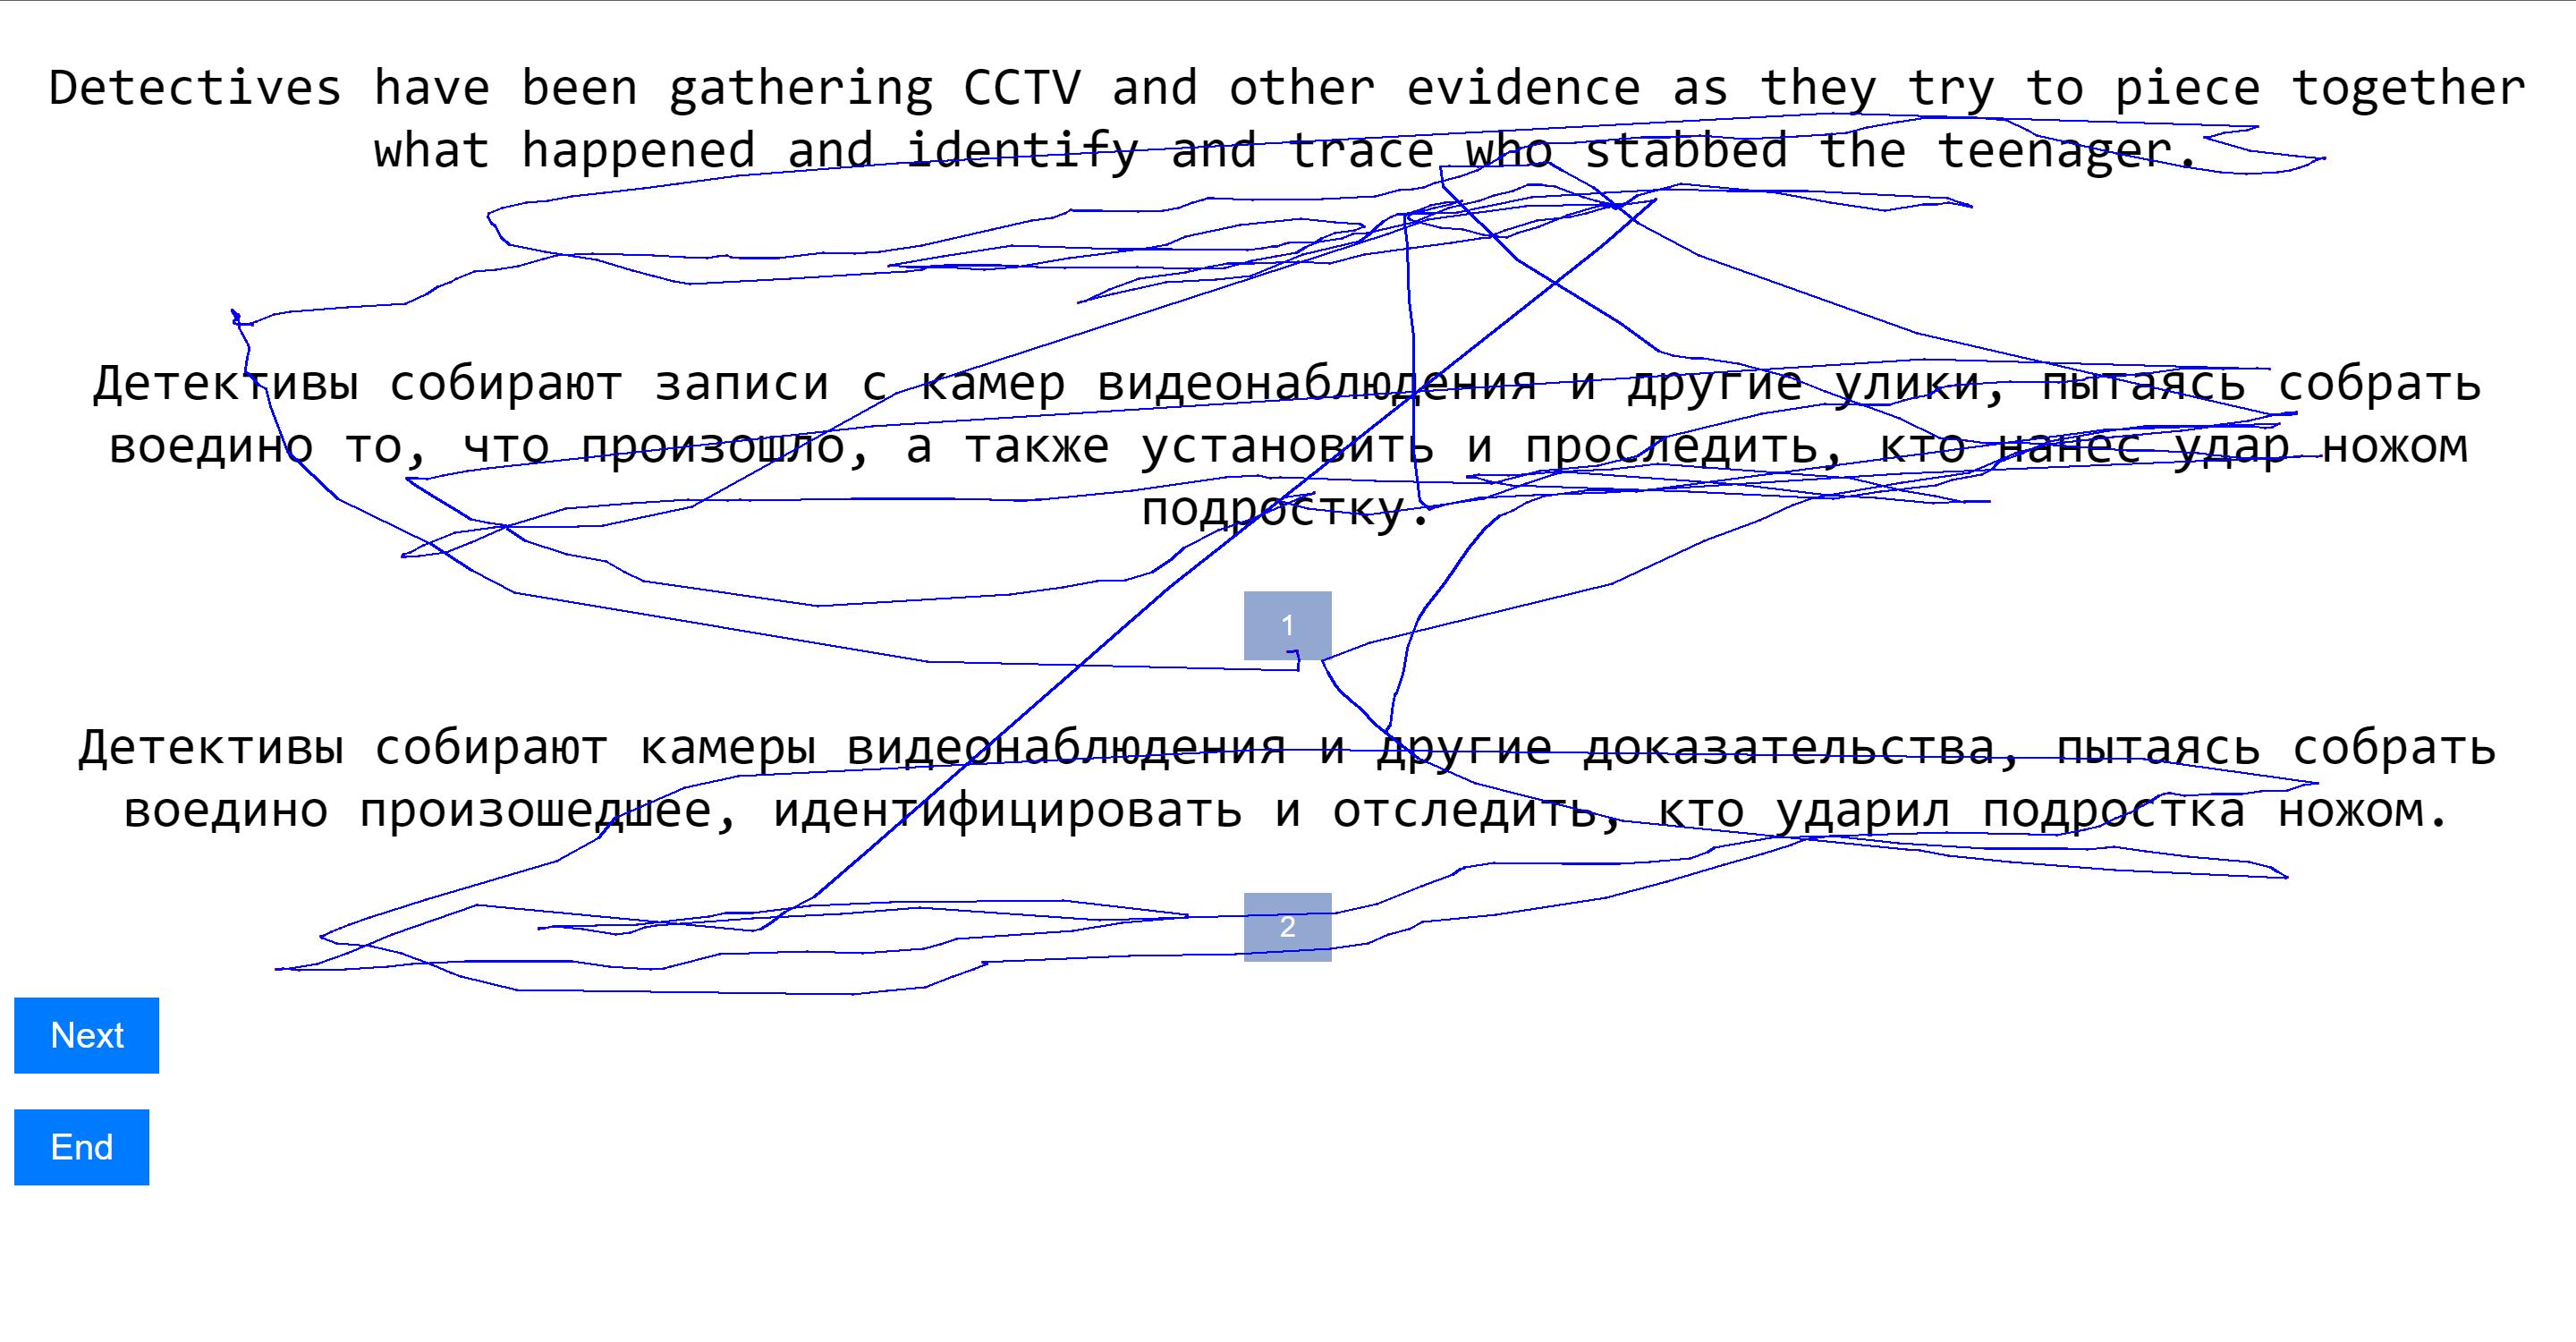 Detectives have been gathering CCTV and other evidence as they try to piece together
what happened and identify and trace who stabbed the teenager.
Детективы собирают записи с камер видеонаблюдения и другие улики, пытаясь собрать
воедино то, что произошло, а также установить и проследить, кто нанес удар ножом
подростку.
1
Детективы собирают камеры видеонаблюдения и другие доказательства, пытаясь собрать
воедино произошедшее, идентифицировать и отследить, кто ударил подростка ножом.
2
Next
End